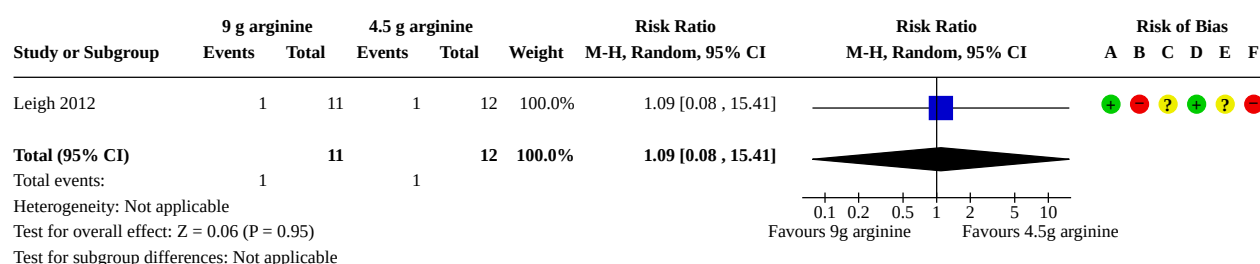 9 g arginine 4.5 g arginine Risk Ratio Risk Ratio Risk of Bias
Study or Subgroup Events Total Events Total Weight M-H, Random, 95% CI M-H, Random, 95% CI A B C D E F
Leigh 2012 1 11 1 12 100.0% 1.09 [0.08 , 15.41] + − ? + ? −
Total (95% CI) 11 12 100.0% 1.09 [0.08 , 15.41]
Total events: 1 1
Heterogeneity: Not applicable 0.1 0.2 0.5 1 2 5 10
Test for overall effect: Z = 0.06 (P = 0.95) Favours 9g arginine Favours 4.5g arginine
Test for subgroup differences: Not applicable